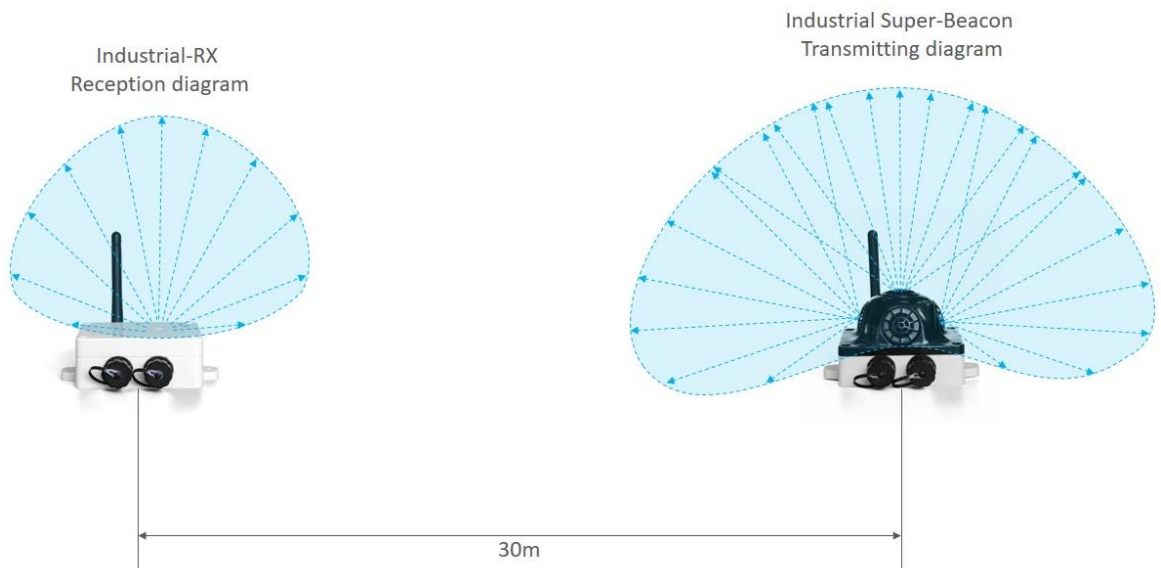 Industrial-RX
Reception diagram
Industrial Super-Beacon
Transmitting diagram
30m